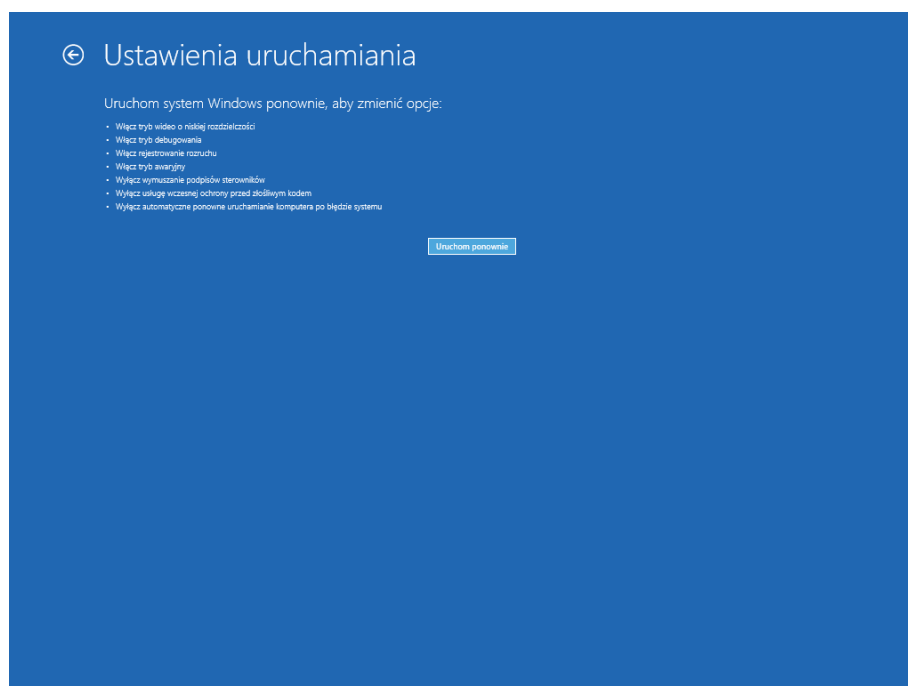 Ustawienia uruchamiania
Uruchom system Windows ponownie, aby zmienić opcje:
• Włącz tryb wideo o niskiej rozdzielczości
• Włącz tryb debugowania
• Włącz rejestrowanie rozruchu
• Włącz tryb awaryjny
• Wyłącz wymuszanie podpisów sterowników
• Wyłącz usługę wczesnej ochrony przed złośliwym kodem
• Wyłącz automatyczne ponowne uruchamianie komputera po błędzie systemu
Uruchom ponownie